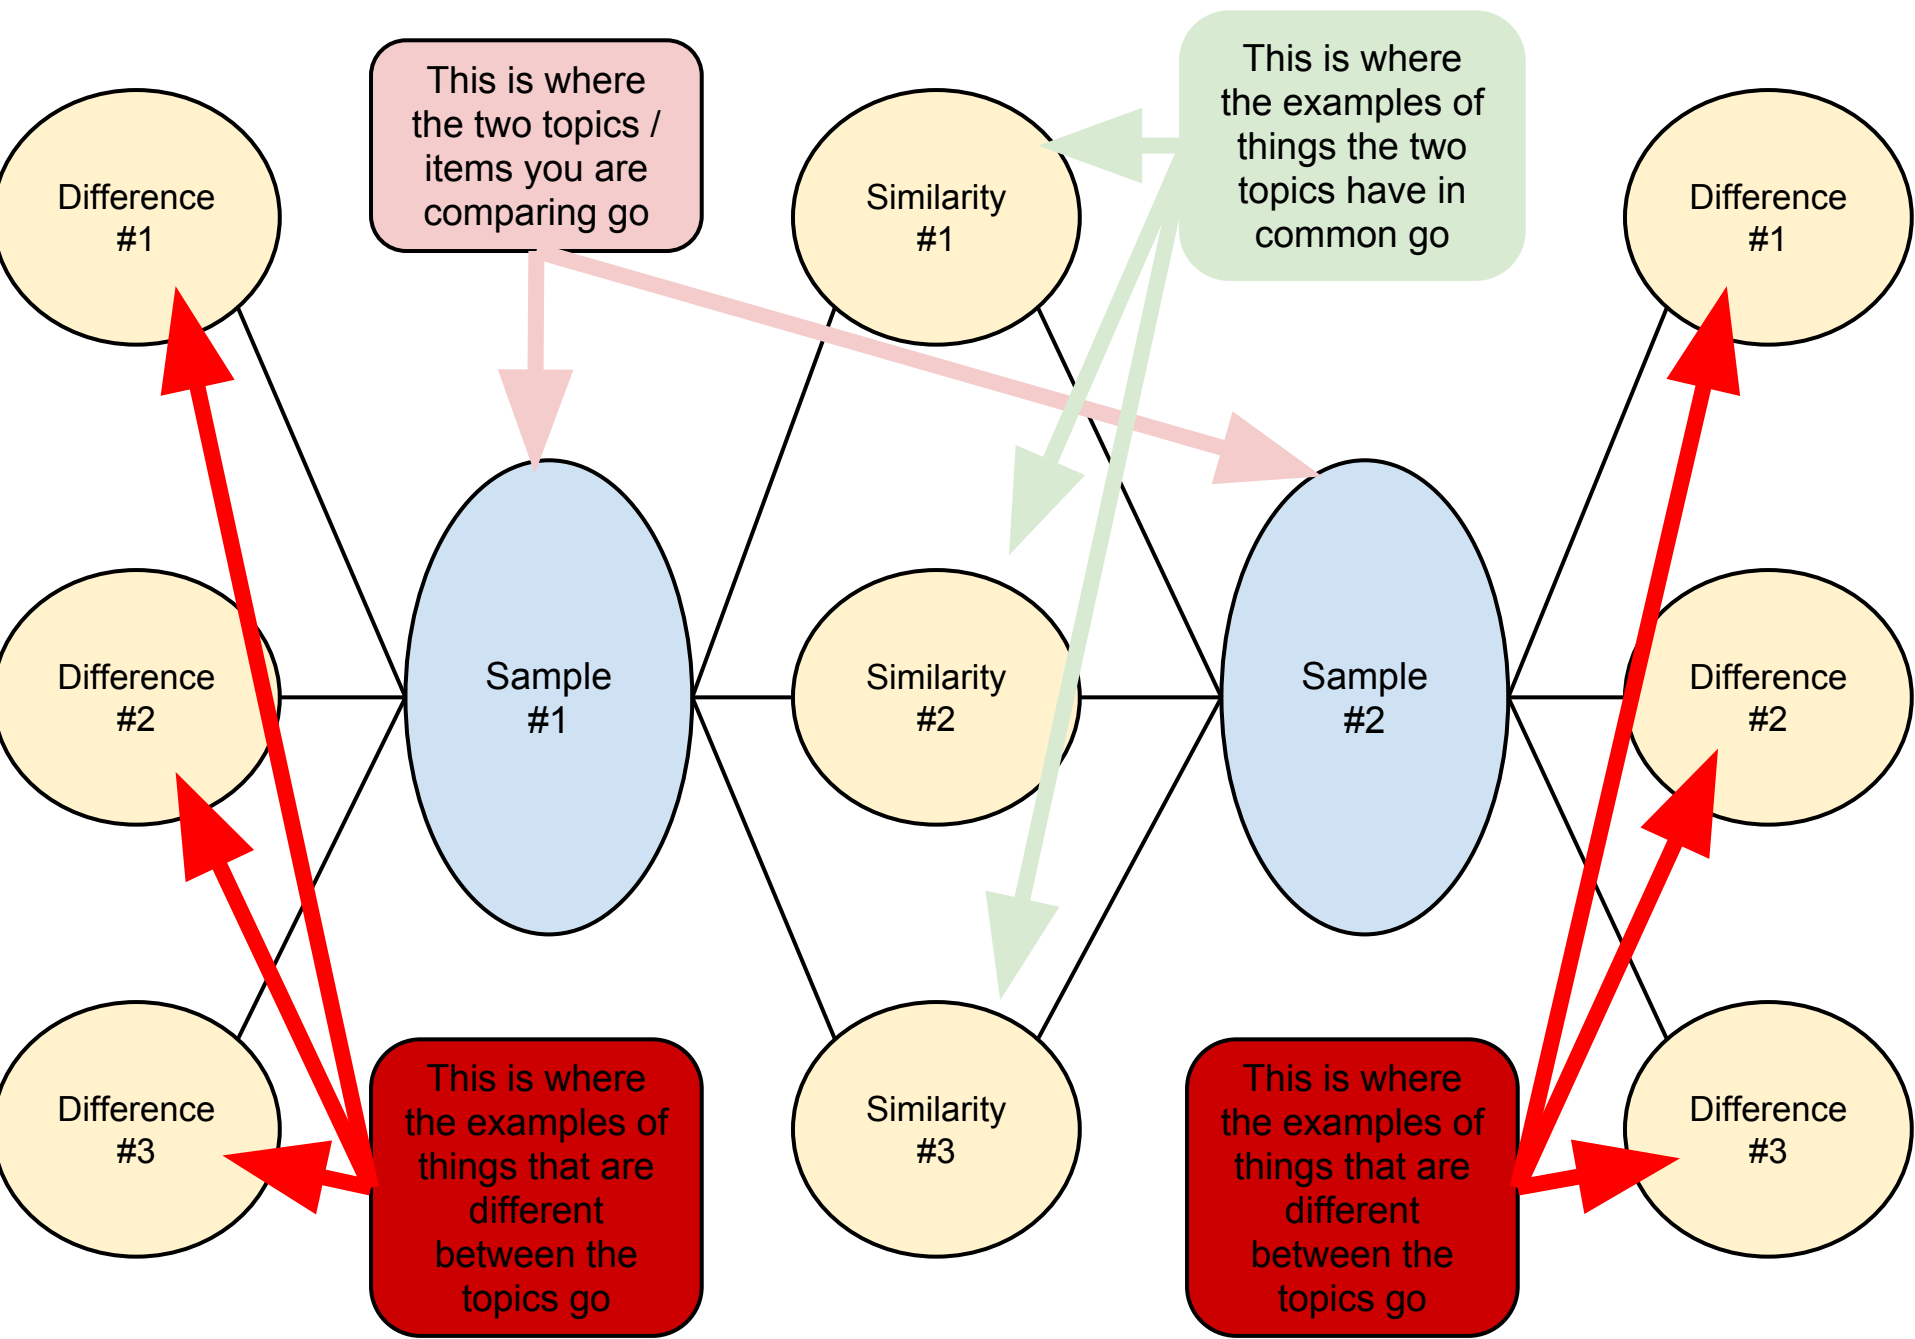 Difference
#1
This is where
the two topics /
items you are
comparing go
Similarity
#1
This is where
the examples of
things the two
topics have in
common go
Difference
#1
Difference
#2
Sample
#1
Similarity
#2
Sample
#2
Difference
#2
Difference
#3
This is where
the examples of
things that are
different
between the
topics go
Similarity
#3
This is where
the examples of
things that are
different
between the
topics go
Difference
#3